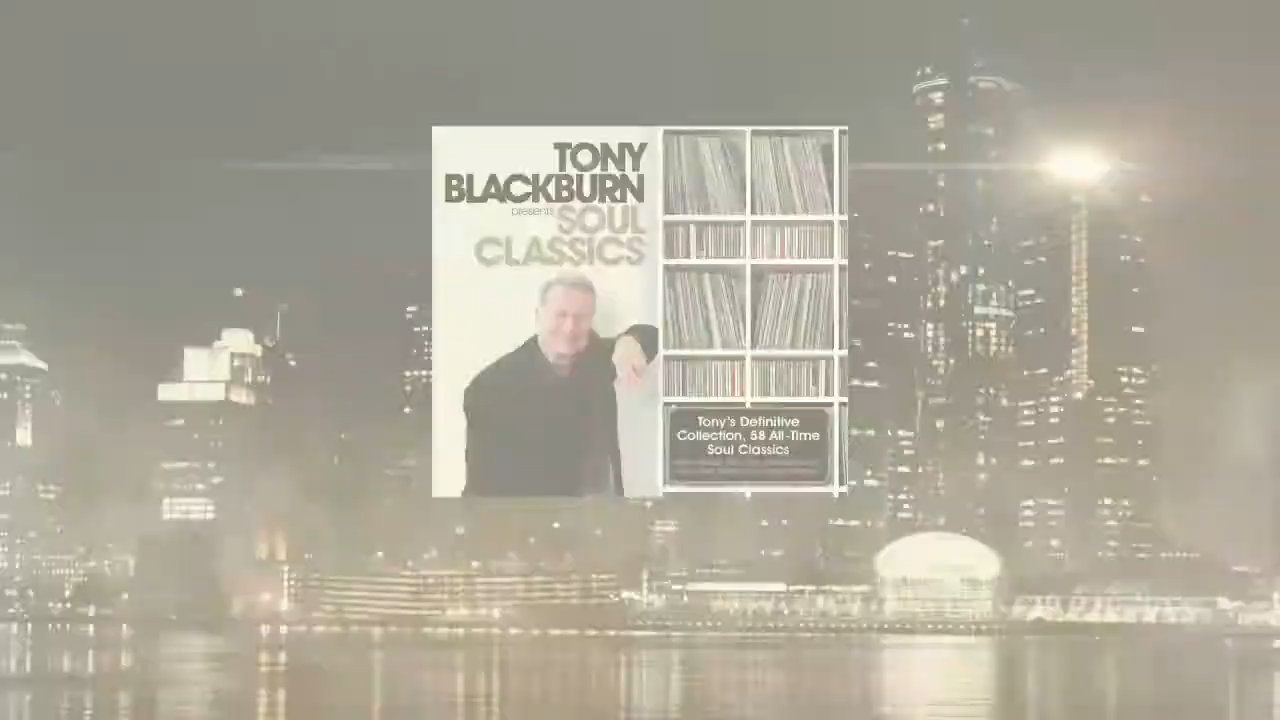 TONY
BLACKBURN
presents SOUL
CLASSICS
Tony's Definitive
Collection, 58 All-Time
Soul Classics